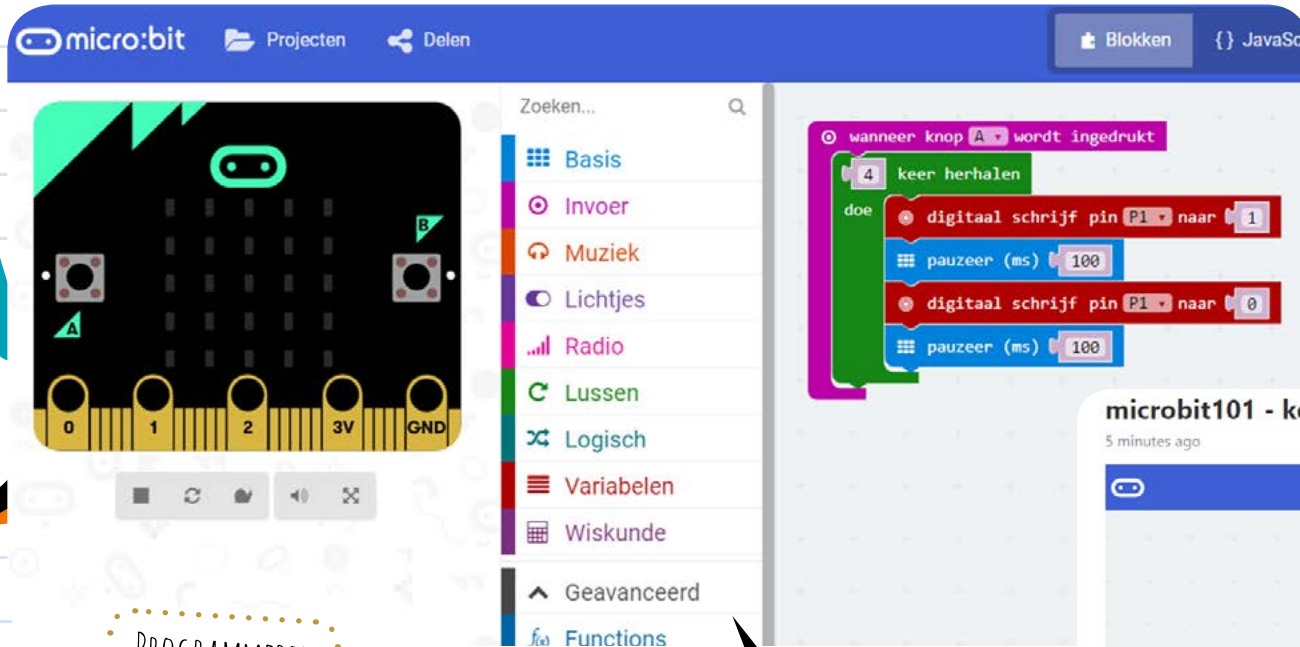 micro:bit Projecten Delen Blokken {} JavaSc
Zoeken...
Basis
Invoer
Muziek
Lichtjes
Radio
Lussen
Logisch
Variabelen
Wiskunde
Geavanceerd
f(x) Functions
A
B
0 1 2 3V GND
wanneer knop A wordt ingedrukt
4 keer herhalen
doe
digitaal schrijf pin P1 naar 1
pauzeer (ms) 100
digitaal schrijf pin P1 naar 0
pauzeer (ms) 100
microbit101 - k
5 minutes ago